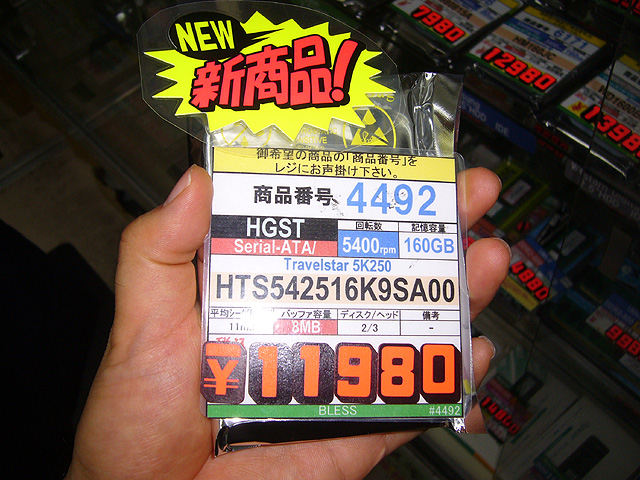 NEW
新商品!
御希望の商品の「商品番号」を
レジにお声掛け下さい。
商品番号 4492
HGST 回転数 記憶容量
Serial-ATA/ 5400rpm 160GB
Travelstar 5K250
HTS542516K9SA00
バッファ容量 ディスク/ヘッド 備考
8MB 2/3 -
¥11980
BLESS #4492
7980
12980